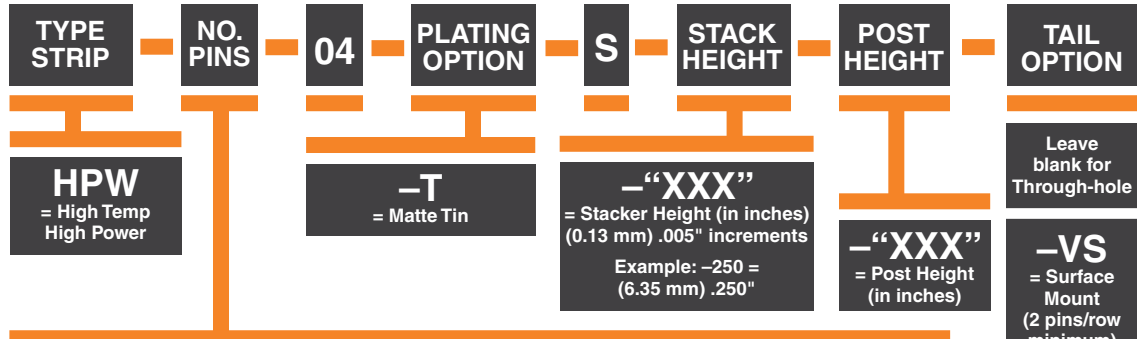 TYPE
STRIP
NO.
PINS
04
PLATING
OPTION
S
STACK
HEIGHT
POST
HEIGHT
TAIL
OPTION
HPW
= High Temp
High Power
–T
= Matte Tin
–“XXX”
= Stacker Height (in inches)
(0.13 mm) .005" increments
Example: –250 =
(6.35 mm) .250"
–“XXX”
= Post Height
(in inches)
Leave
blank for
Through-hole
–VS
= Surface
Mount
(2 pins/row
minimum)